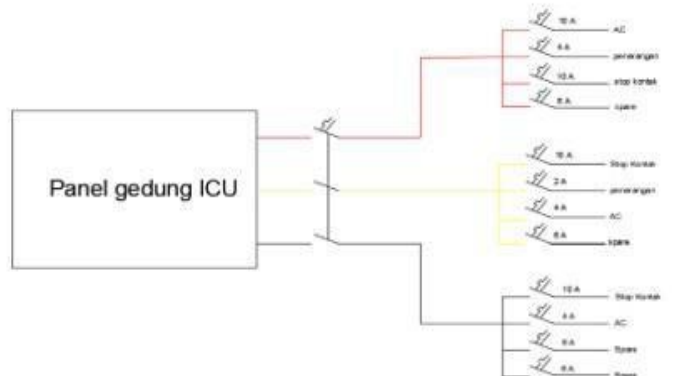 10 A
AC
4 A
penerangan
10 A
stop kontak
6 A
spare
Panel gedung ICU
10 A
Stop Kontak
2 A
penerangan
4 A
AC
6 A
spare
10 A
Stop Kontak
4 A
AC
6 A
Spare
6 A
Spare